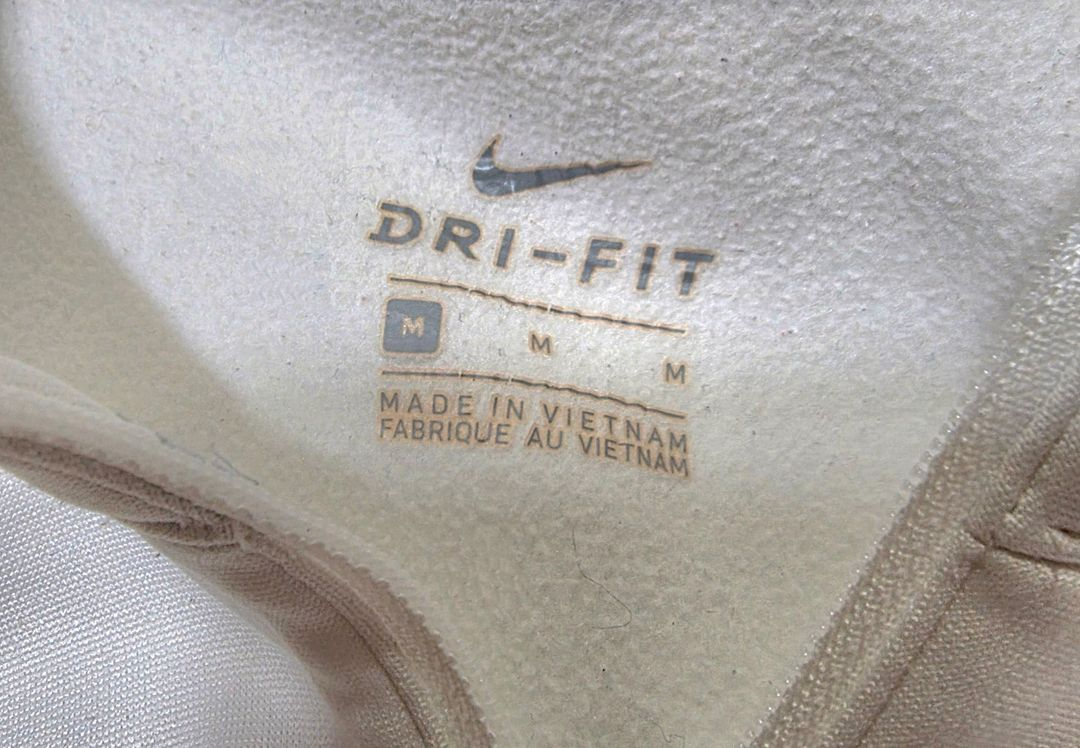 DRI-FIT
M M M
MADE IN VIETNAM
FABRIQUE AU VIETNAM